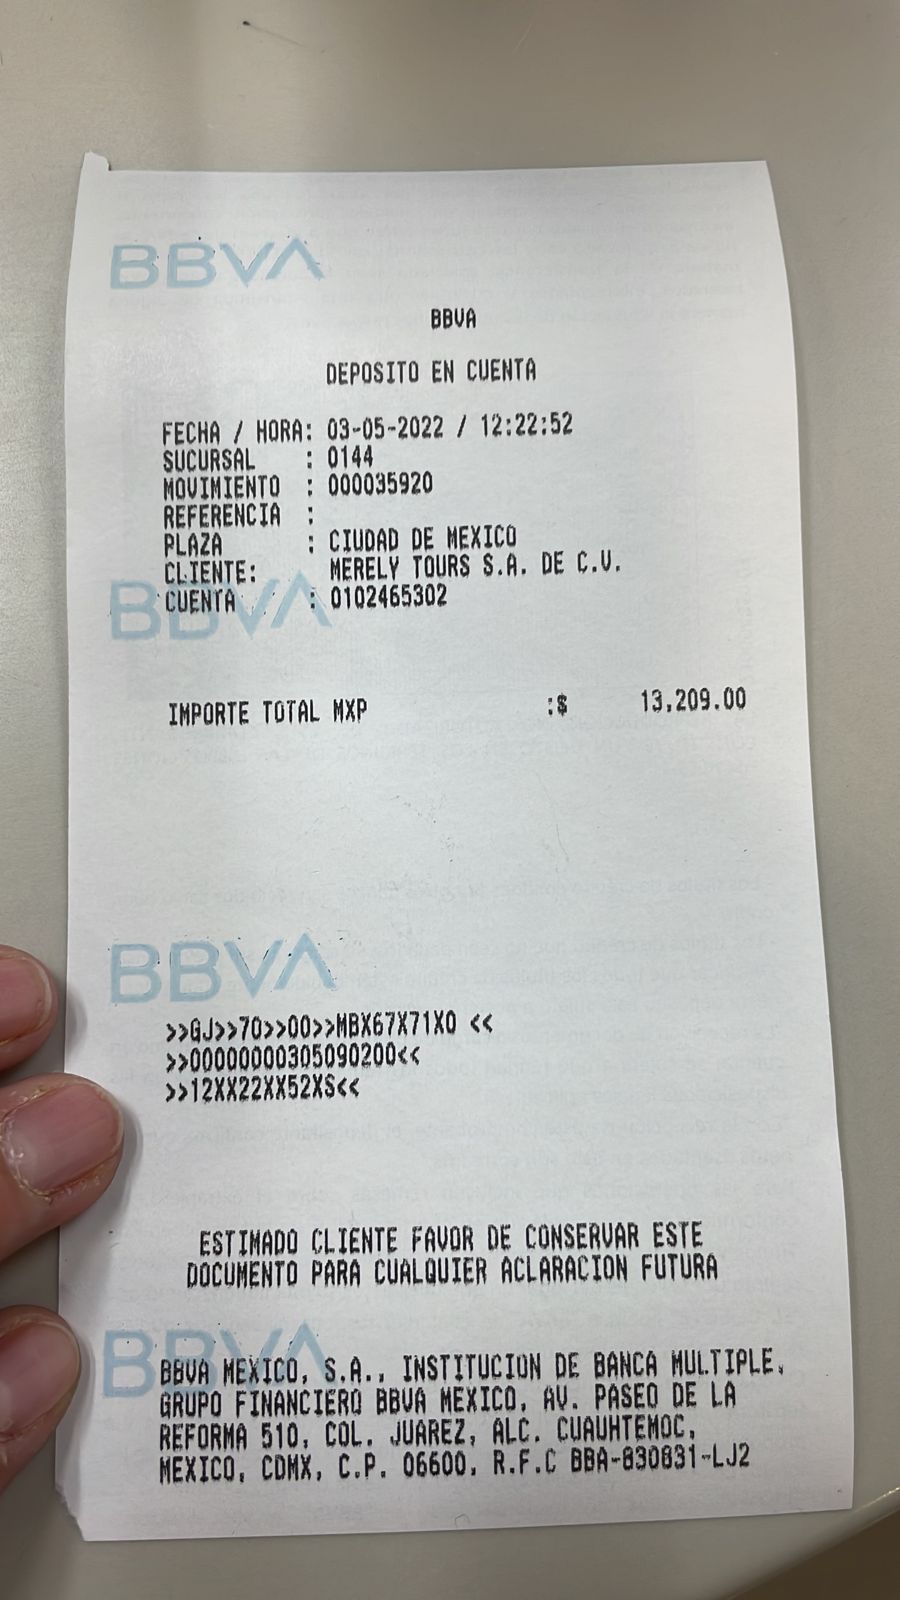 BBVA
BBVA
DEPOSITO EN CUENTA
FECHA / HORA: 03-05-2022 / 12:22:52
SUCURSAL : 0144
MOVIMIENTO : 000035920
REFERENCIA :
PLAZA : CIUDAD DE MEXICO
CLIENTE: MERELY TOURS S.A. DE C.V.
BBVA
CUENTA : 0102465302
IMPORTE TOTAL MXP :$ 13,209.00
BBVA
>>GJ>>70>>00>>MBX67X71X0 <<
>>00000000305090200<<
>>12XX22XX52XS<<
ESTIMADO CLIENTE FAVOR DE CONSERVAR ESTE
DOCUMENTO PARA CUALQUIER ACLARACION FUTURA
BBVA
BBVA MEXICO, S.A., INSTITUCION DE BANCA MULTIPLE,
GRUPO FINANCIERO BBVA MEXICO, AV. PASEO DE LA
REFORMA 510, COL. JUAREZ, ALC. CUAUHTEMOC,
MEXICO, CDMX, C.P. 06600, R.F.C BBA-830831-LJ2